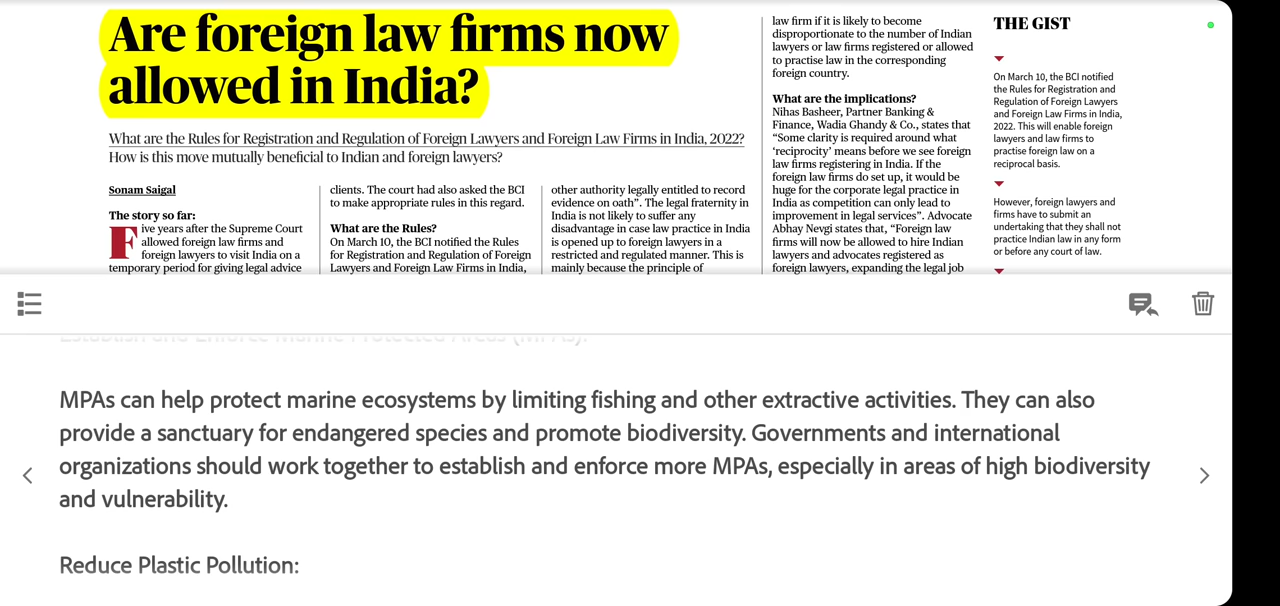 Are foreign law firms now
allowed in India?
What are the Rules for Registration and Regulation of Foreign Lawyers and Foreign Law Firms in India, 2022?
How is this move mutually beneficial to Indian and foreign lawyers?
Sonam Saigal
The story so far:
Five years after the Supreme Court
allowed foreign law firms and
foreign lawyers to visit India on a
temporary period for giving legal advice
clients. The court had also asked the BCI
to make appropriate rules in this regard.
What are the Rules?
On March 10, the BCI notified the Rules
for Registration and Regulation of Foreign
Lawyers and Foreign Law Firms in India,
other authority legally entitled to record
evidence on oath”. The legal fraternity in
India is not likely to suffer any
disadvantage in case law practice in India
is opened up to foreign lawyers in a
restricted and regulated manner. This is
mainly because the principle of
law firm if it is likely to become
disproportionate to the number of Indian
lawyers or law firms registered or allowed
to practise law in the corresponding
foreign country.
What are the implications?
Nihas Basheer, Partner Banking &
Finance, Wadia Ghandy & Co., states that
“Some clarity is required around what
‘reciprocity’ means before we see foreign
law firms registering in India. If the
foreign law firms do set up, it would be
huge for the corporate legal practice in
India as competition can only lead to
improvement in legal services”. Advocate
Abhay Nevgi states that, “Foreign law
firms will now be allowed to hire Indian
lawyers and advocates registered as
foreign lawyers, expanding the legal job
THE GIST
On March 10, the BCI notified
the Rules for Registration and
Regulation of Foreign Lawyers
and Foreign Law Firms in India,
2022. This will enable foreign
lawyers and law firms to
practise foreign law on a
reciprocal basis.
However, foreign lawyers and
firms have to submit an
undertaking that they shall not
practice Indian law in any form
or before any court of law.
Establish and Enforce Marine Protected Areas (MPAs):
MPAs can help protect marine ecosystems by limiting fishing and other extractive activities. They can also
provide a sanctuary for endangered species and promote biodiversity. Governments and international
organizations should work together to establish and enforce more MPAs, especially in areas of high biodiversity
and vulnerability.
Reduce Plastic Pollution: